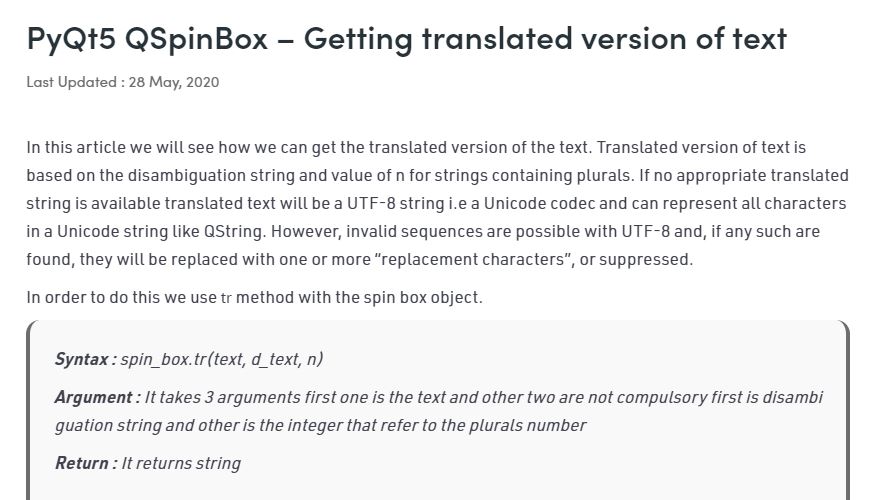 PyQt5 QSpinBox – Getting translated version of text
Last Updated : 28 May, 2020
In this article we will see how we can get the translated version of the text. Translated version of text is
based on the disambiguation string and value of n for strings containing plurals. If no appropriate translated
string is available translated text will be a UTF-8 string i.e a Unicode codec and can represent all characters
in a Unicode string like QString. However, invalid sequences are possible with UTF-8 and, if any such are
found, they will be replaced with one or more “replacement characters”, or suppressed.
In order to do this we use tr method with the spin box object.
Syntax : spin_box.tr(text, d_text, n)
Argument : It takes 3 arguments first one is the text and other two are not compulsory first is disambi
guation string and other is the integer that refer to the plurals number
Return : It returns string